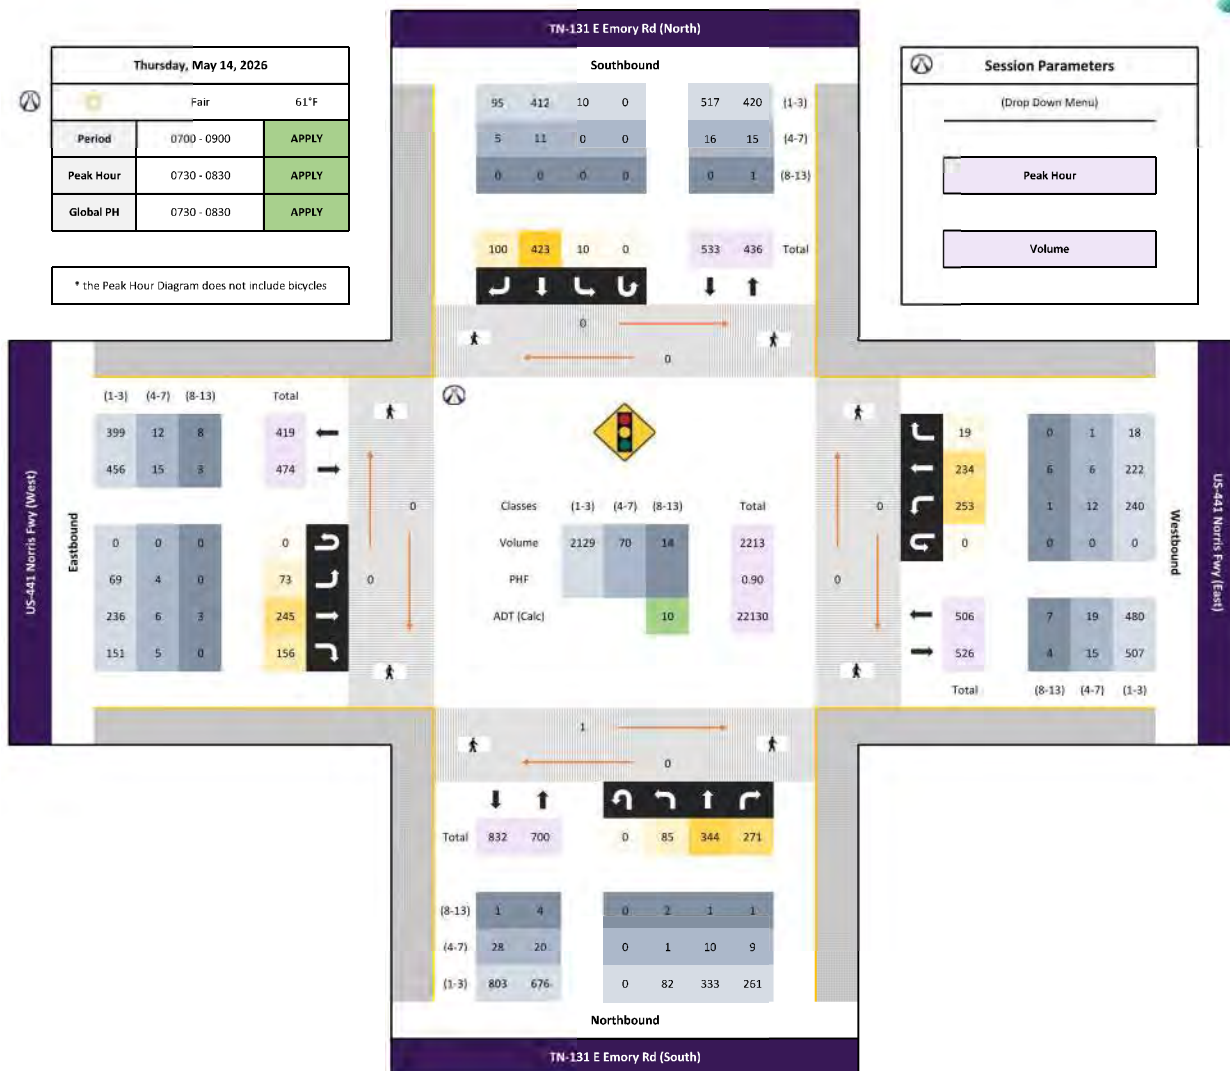 TN-131 E Emory Rd (North)
Thursday, May 14, 2026
Fair 61°F
Period 0700 - 0900 APPLY
Peak Hour 0730 - 0830 APPLY
Global PH 0730 - 0830 APPLY
* the Peak Hour Diagram does not include bicycles
Session Parameters
(Drop Down Menu)
Peak Hour
Volume
Southbound
95 412 10 0 517 420 (1-3)
5 11 0 0 16 15 (4-7)
0 0 0 0 0 1 (8-13)
100 423 10 0 533 436 Total
0
0
US-441 Norris Fwy (West)
Eastbound
(1-3) (4-7) (8-13) Total
399 12 8 419
456 15 3 474
0 0 0 0
69 4 0 73
236 6 3 245
151 5 0 156
0
0
Classes (1-3) (4-7) (8-13) Total
Volume 2129 70 14 2213
PHF 0.90
ADT (Calc) 10 22130
0
0
19 0 1 18
234 6 6 222
253 1 12 240
0 0 0 0
506 7 19 480
526 4 15 507
Total (8-13) (4-7) (1-3)
Westbound
US-441 Norris Fwy (East)
1
0
Total 832 700 0 85 344 271
(8-13) 1 4 0 2 1 1
(4-7) 28 20 0 1 10 9
(1-3) 803 676 0 82 333 261
Northbound
TN-131 E Emory Rd (South)